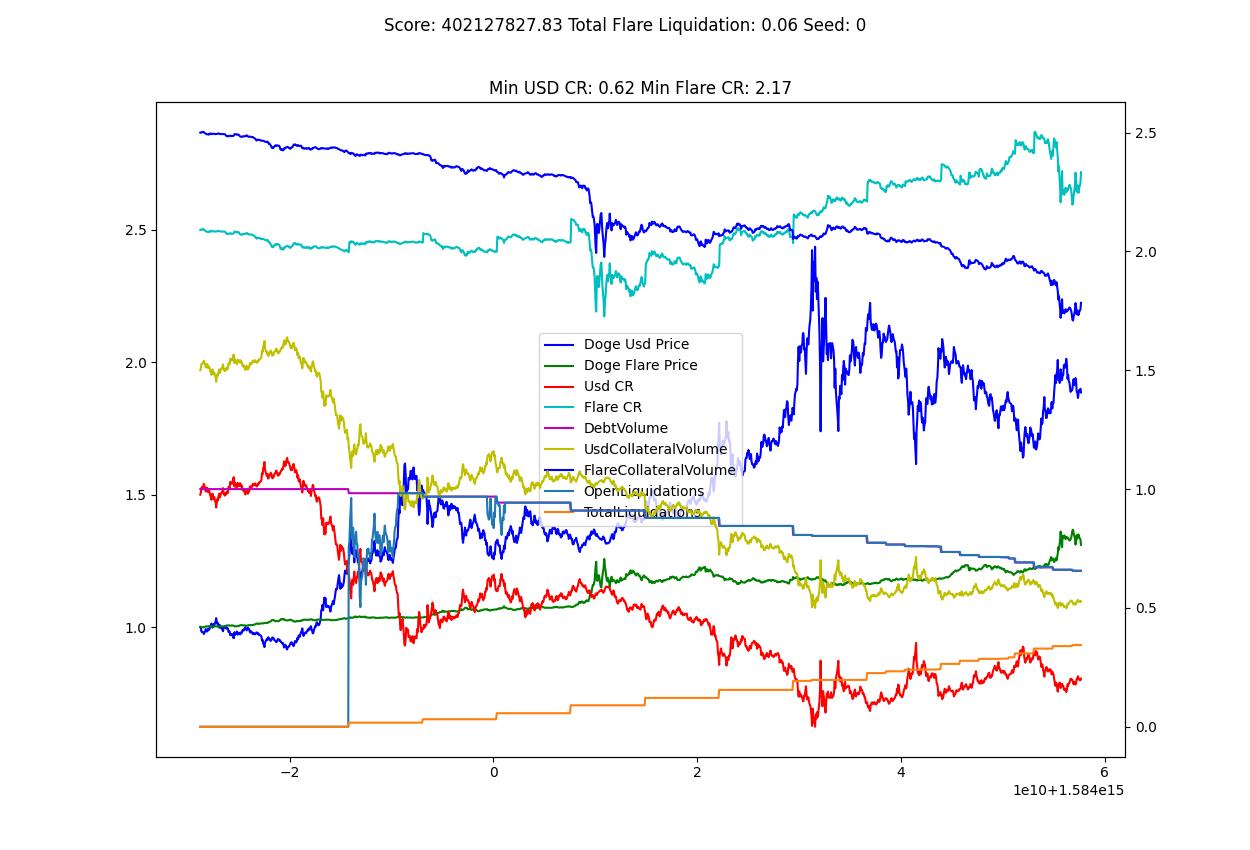 Score: 402127827.83 Total Flare Liquidation: 0.06 Seed: 0
Min USD CR: 0.62 Min Flare CR: 2.17
2.5
2.0
1.5
1.0
Doge Usd Price
Doge Flare Price
Usd CR
Flare CR
DebtVolume
UsdCollateralVolume
FlareCollateralVolume
OpenLiquidations
TotalLiquidations
2.5
2.0
1.5
1.0
0.5
0.0
−2 0 2 4 6
1e10+1.584e15